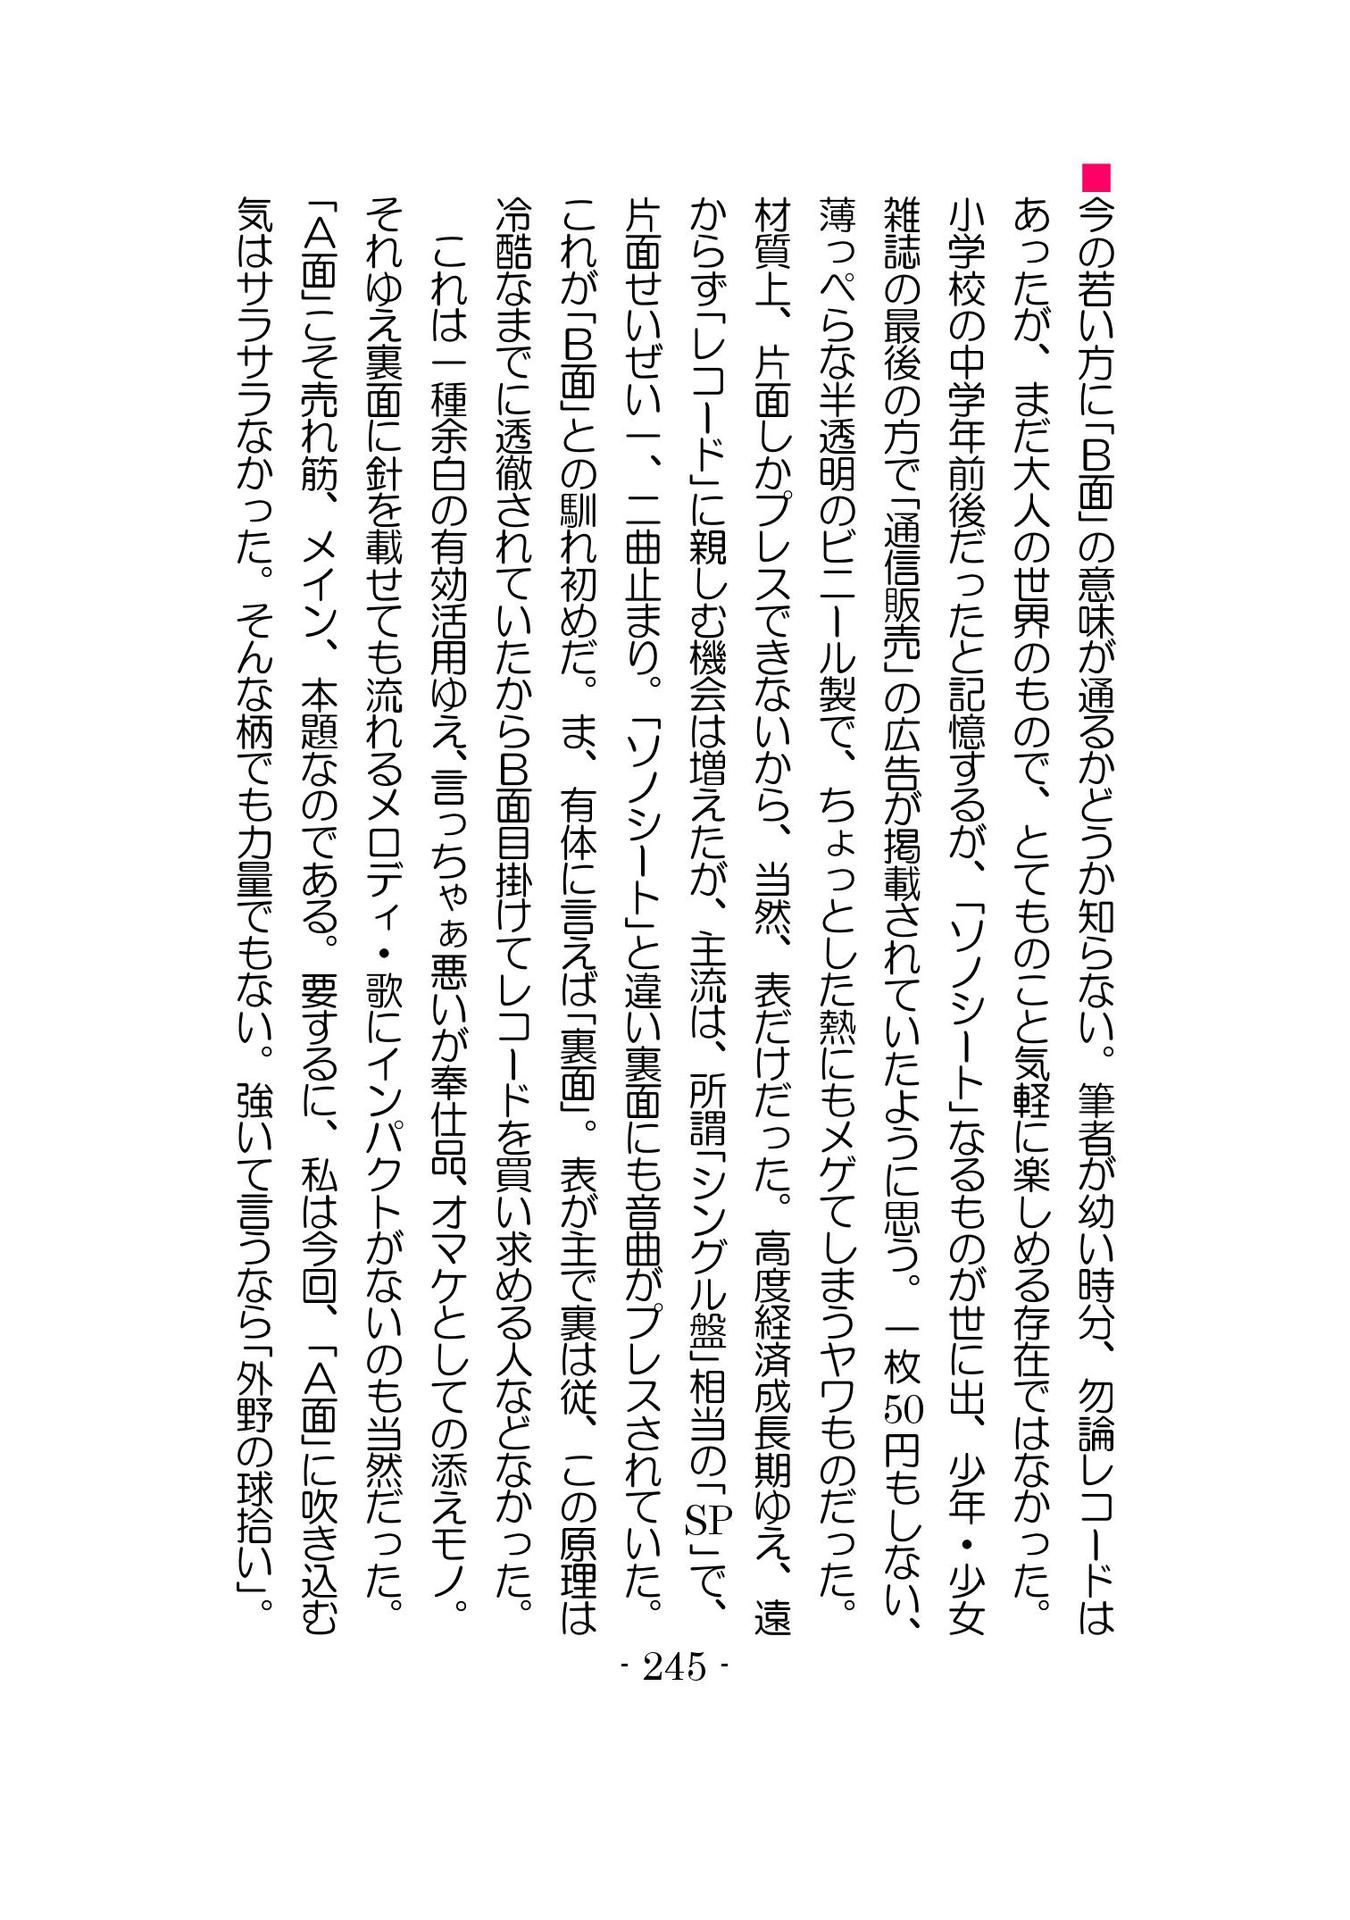 ■今の若い方に「B面」の意味が通るかどうか知らない。筆者が幼い時分、勿論レコードは
あったが、まだ大人の世界のもので、とてものこと気軽に楽しめる存在ではなかった。
小学校の中学年前後だったと記憶するが、「ソノシート」なるものが世に出、少年・少女
雑誌の最後の方で「通信販売」の広告が掲載されていたように思う。一枚50円もしない、
薄っぺらな半透明のビニール製で、ちょっとした熱にもメゲてしまうヤワものだった。
材質上、片面しかプレスできないから、当然、表だけだった。高度経済成長期ゆえ、遠
からず「レコード」に親しむ機会は増えたが、主流は、所謂「シングル盤」相当の「SP」で、
片面せいぜい一、二曲止まり。「ソノシート」と違い裏面にも音曲がプレスされていた。
これが「B面」との馴れ初めだ。ま、有体に言えば「裏面」。表が主で裏は従、この原理は
冷酷なまでに透徹されていたからB面目掛けてレコードを買い求める人などなかった。
　これは一種余白の有効活用ゆえ、言っちゃぁ悪いが奉仕品、オマケとしての添えモノ。
それゆえ裏面に針を載せても流れるメロディ・歌にインパクトがないのも当然だった。
「A面」こそ売れ筋、メイン、本題なのである。要するに、私は今回、「A面」に吹き込む
気はサラサラなかった。そんな柄でも力量でもない。強いて言うなら「外野の球拾い」。
- 245 -